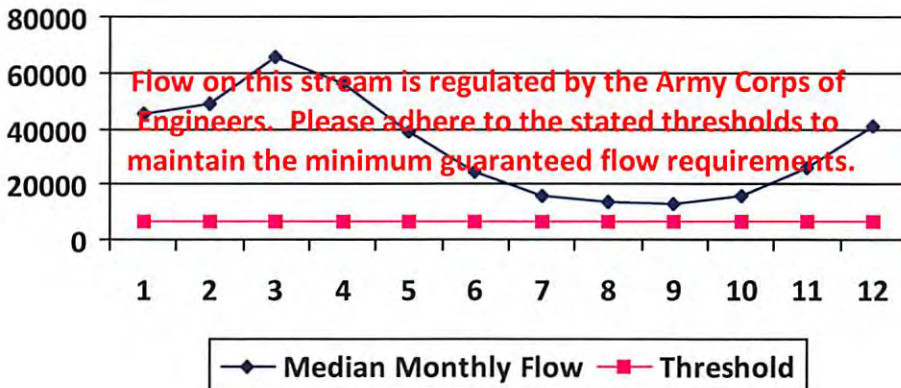 80000
60000
40000
20000
0
Flow on this stream is regulated by the Army Corps of
Engineers. Please adhere to the stated thresholds to
maintain the minimum guaranteed flow requirements.
1 2 3 4 5 6 7 8 9 10 11 12
Median Monthly Flow Threshold